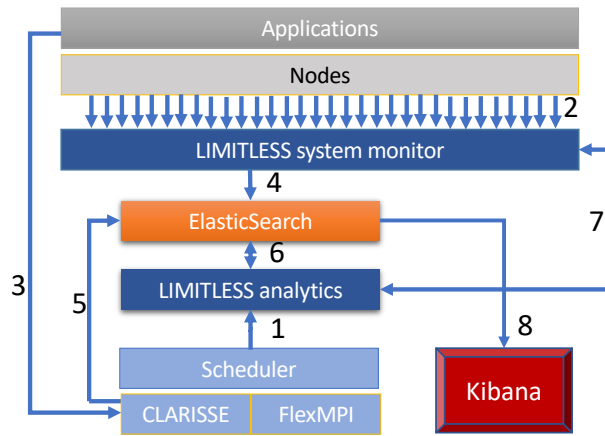 Applications
Nodes
2
LIMITLESS system monitor
4
7
ElasticSearch
3
5
6
LIMITLESS analytics
1
8
Scheduler
Kibana
CLARISSE
FlexMPI